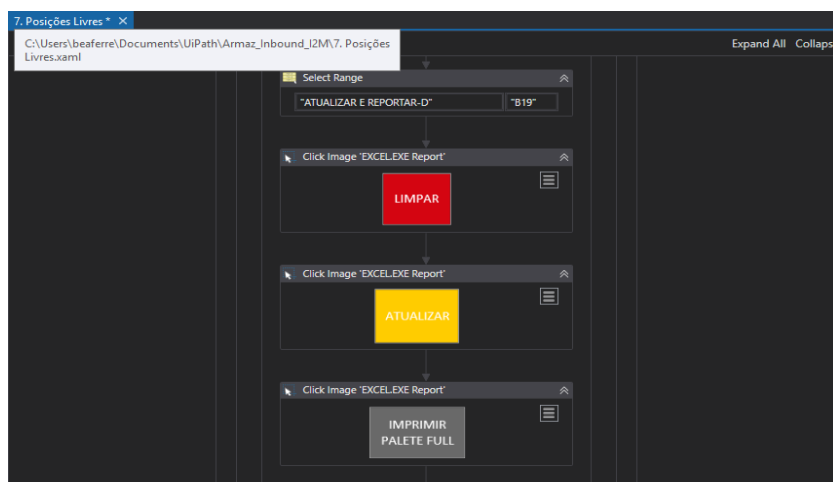 7. Posições Livres *
C:\Users\beaferre\Documents\UiPath\Armaz_Inbound_I2M\7. Posições
Livres.xaml
Expand All Collaps
Select Range
"ATUALIZAR E REPORTAR-D" "B19"
Click Image 'EXCEL.EXE Report'
LIMPAR
Click Image 'EXCEL.EXE Report'
ATUALIZAR
Click Image 'EXCEL.EXE Report'
IMPRIMIR
PALETE FULL